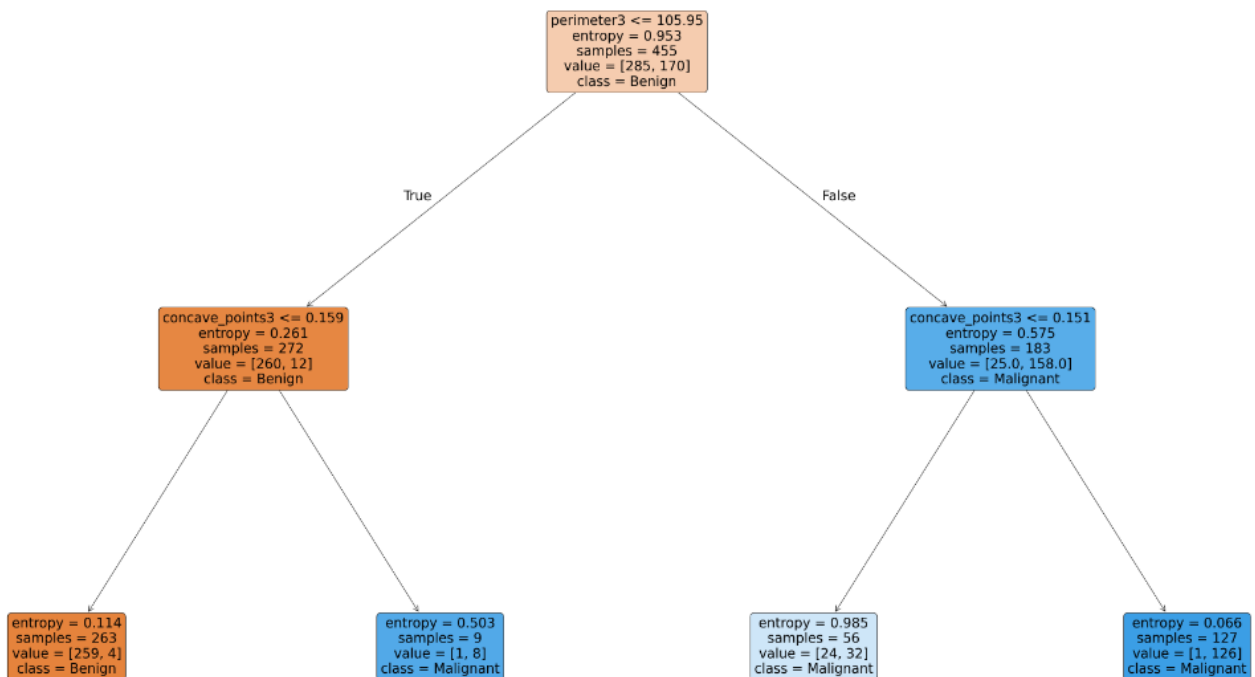 perimeter3 <= 105.95
entropy = 0.953
samples = 455
value = [285, 170]
class = Benign
True
False
concave_points3 <= 0.159
entropy = 0.261
samples = 272
value = [260, 12]
class = Benign
concave_points3 <= 0.151
entropy = 0.575
samples = 183
value = [25.0, 158.0]
class = Malignant
entropy = 0.114
samples = 263
value = [259, 4]
class = Benign
entropy = 0.503
samples = 9
value = [1, 8]
class = Malignant
entropy = 0.985
samples = 56
value = [24, 32]
class = Malignant
entropy = 0.066
samples = 127
value = [1, 126]
class = Malignant